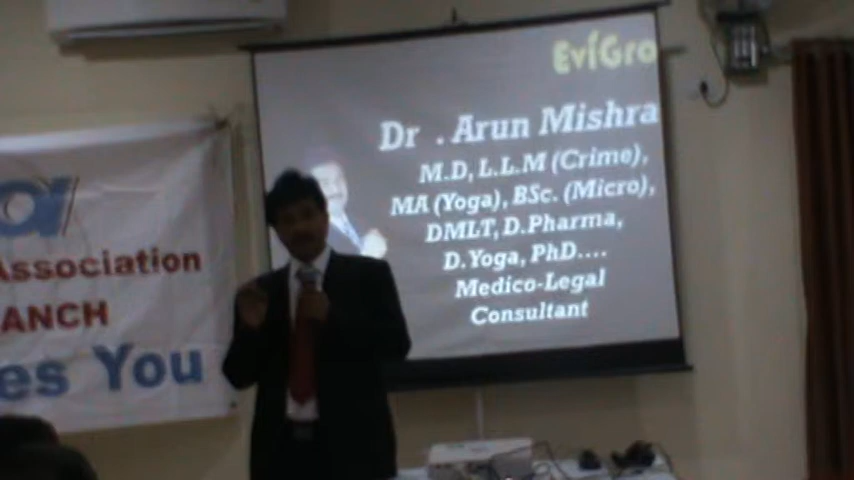 EviGro
Dr . Arun Mishra
M.D, L.L.M (Crime),
MA (Yoga), BSc. (Micro),
DMLT, D.Pharma,
D.Yoga, PhD....
Medico-Legal
Consultant
Association
ANCH
es You